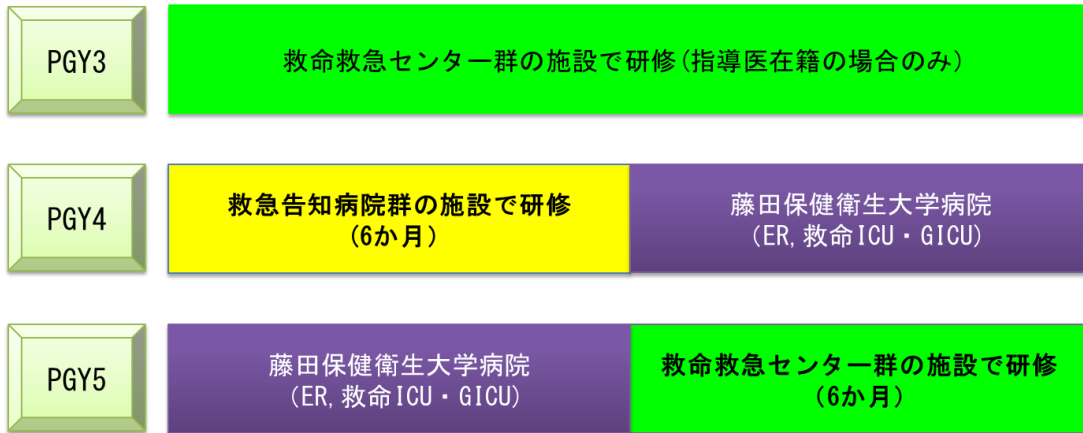 PGY3
救命救急センター群の施設で研修(指導医在籍の場合のみ)
PGY4
救急告知病院群の施設で研修
(6か月)
藤田保健衛生大学病院
(ER,救命ICU・GICU)
PGY5
藤田保健衛生大学病院
(ER,救命ICU・GICU)
救命救急センター群の施設で研修
(6か月)